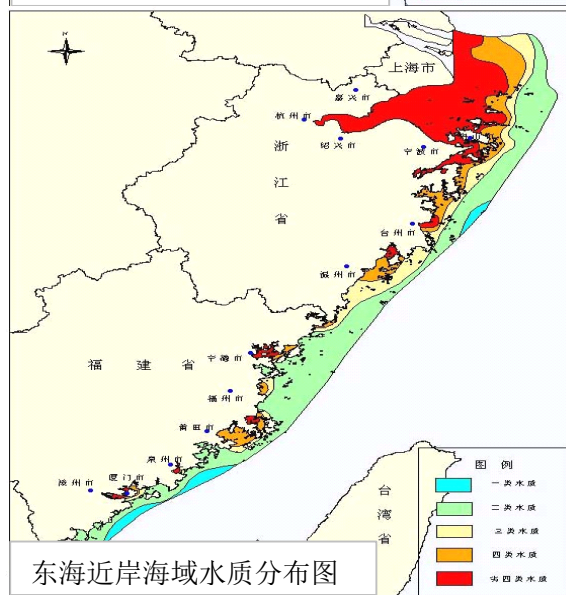 N
上海市
嘉兴市
杭州市
绍兴市
宁波市
浙江省
台州市
温州市
福建省
宁德市
福州市
莆田市
泉州市
厦门市
漳州市
台湾省
图例
一类水质
二类水质
三类水质
四类水质
劣四类水质
东海近岸海域水质分布图